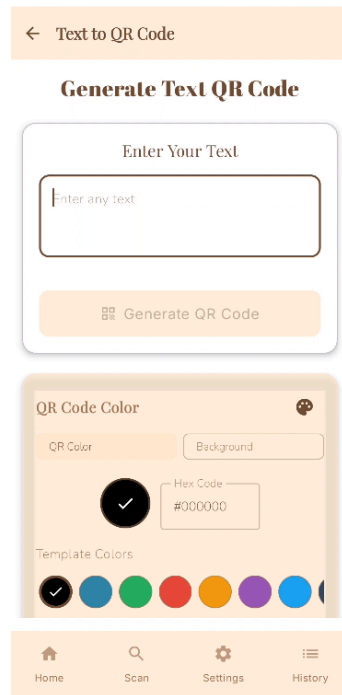 Text to QR Code
Generate Text QR Code
Enter Your Text
Enter any text
Generate QR Code
QR Code Color
QR Color
Background
Hex Code
#000000
Template Colors
Home
Scan
Settings
History